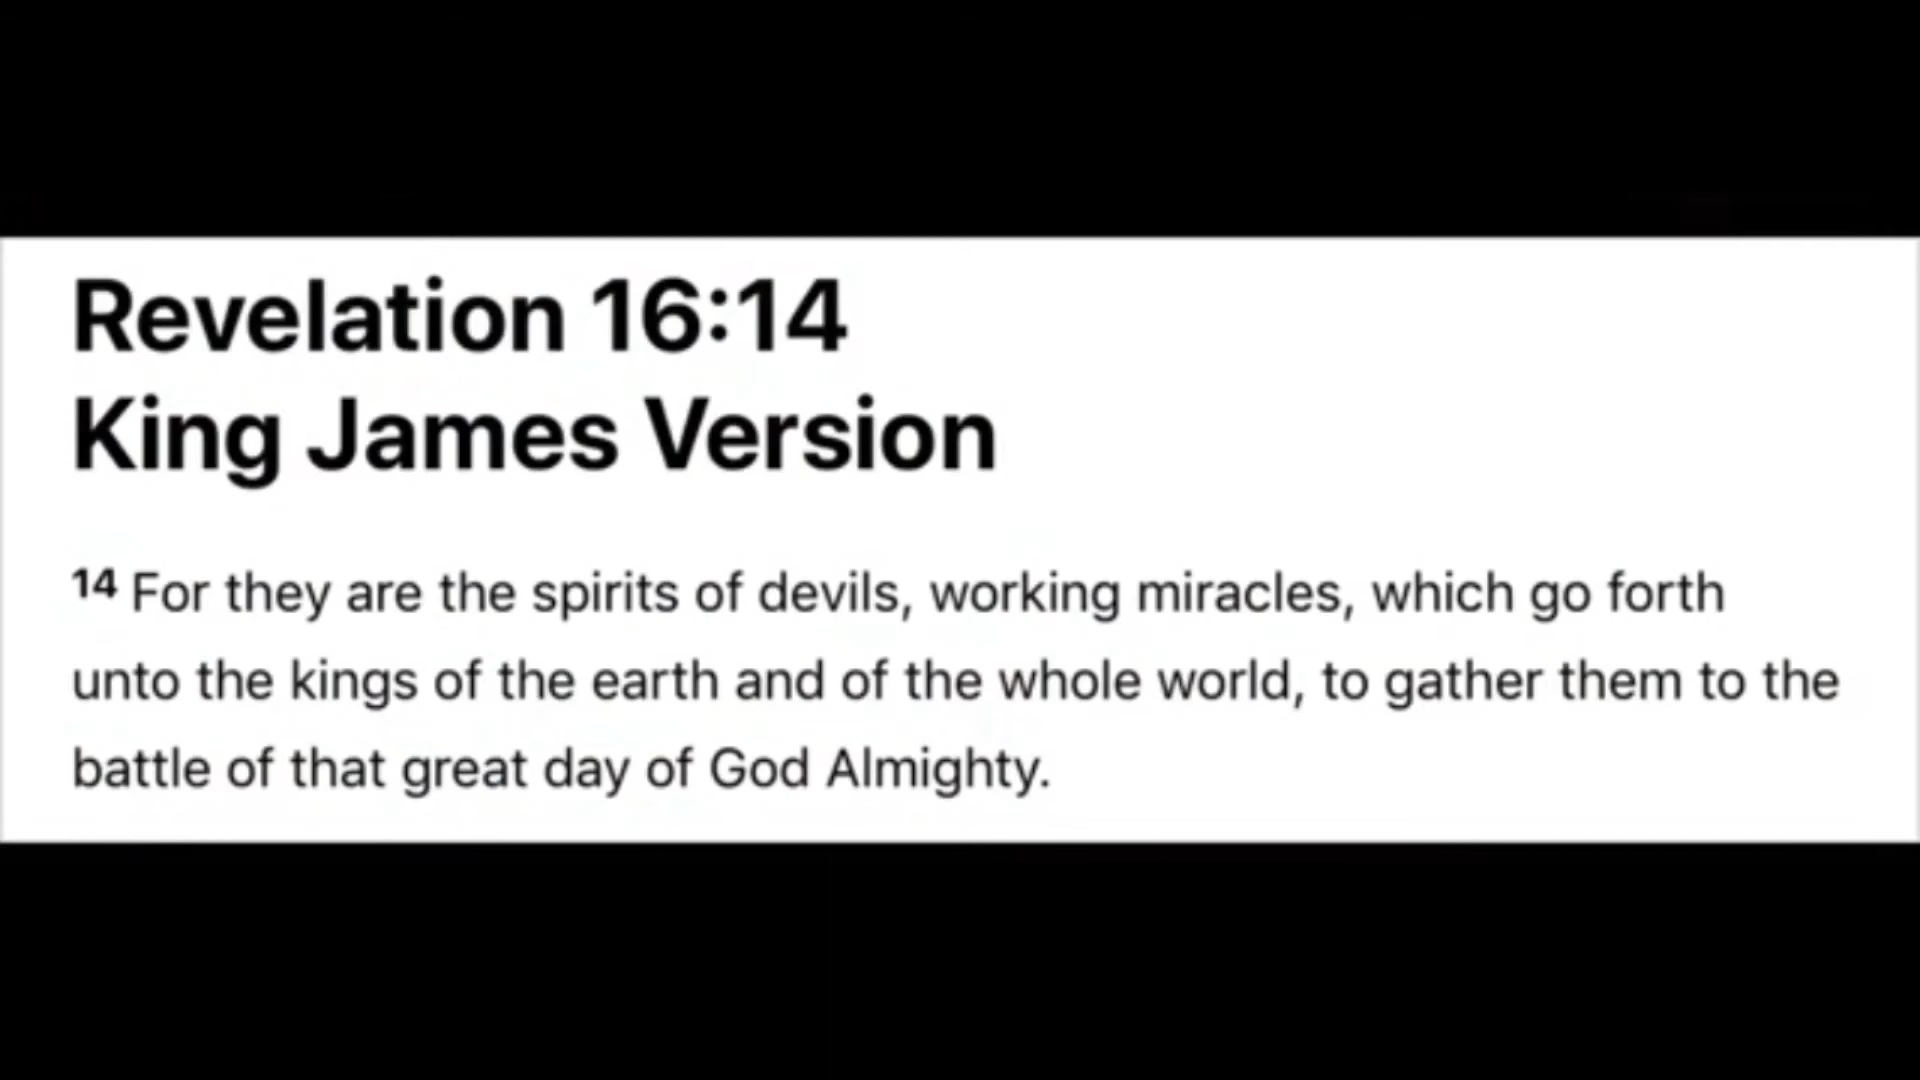 Revelation 16:14
King James Version
14 For they are the spirits of devils, working miracles, which go forth
unto the kings of the earth and of the whole world, to gather them to the
battle of that great day of God Almighty.